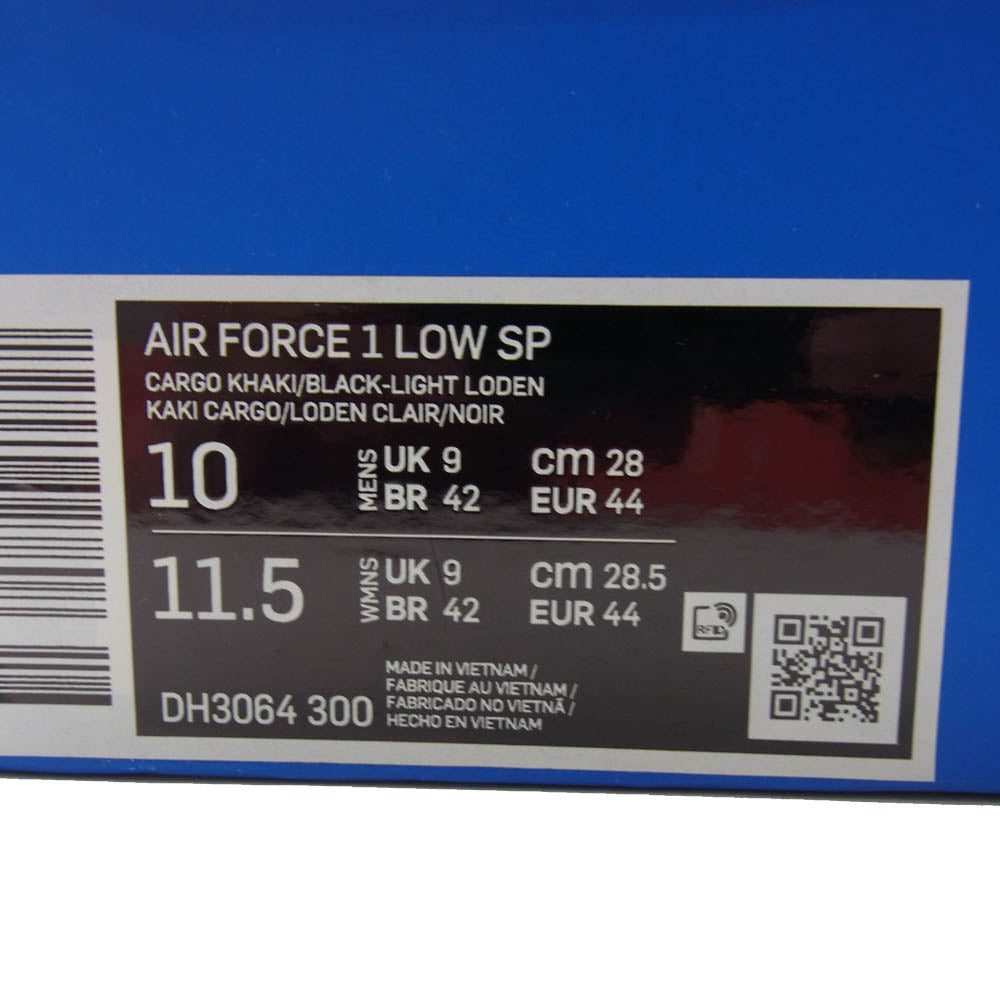 AIR FORCE 1 LOW SP
CARGO KHAKI/BLACK-LIGHT LODEN
KAKI CARGO/LODEN CLAIR/NOIR
10 MENS UK 9 cm 28
BR 42 EUR 44
11.5 WMNS UK 9 cm 28.5
BR 42 EUR 44
RFID
MADE IN VIETNAM /
FABRIQUE AU VIETNAM /
FABRICADO NO VIETNÃ /
HECHO EN VIETNAM
DH3064 300